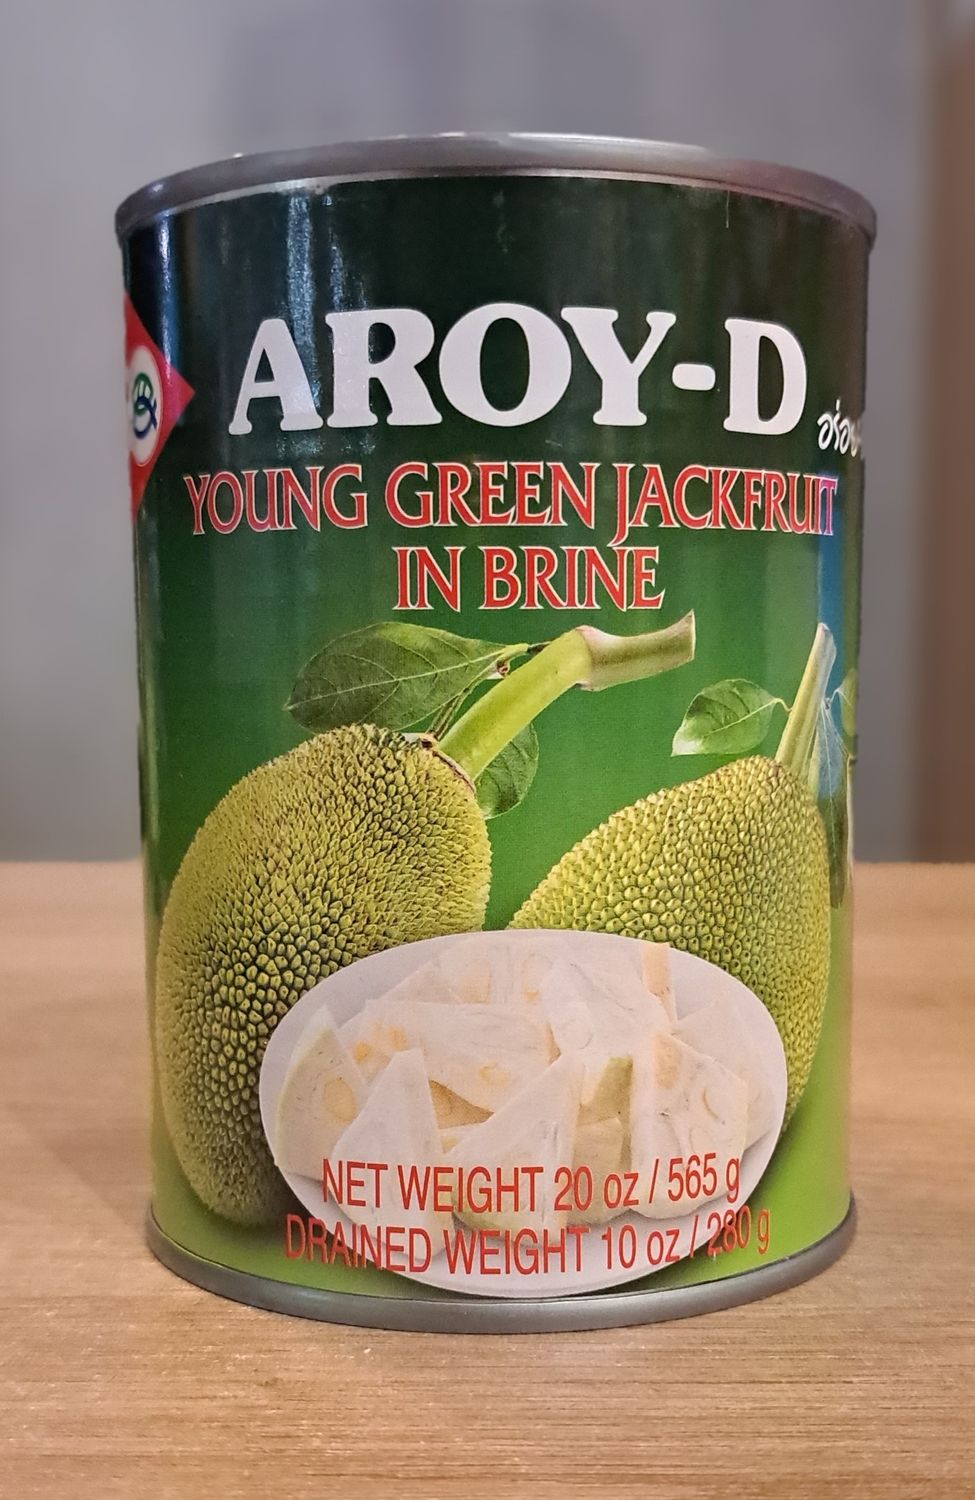 AROY-D
YOUNG GREEN JACKFRUIT
IN BRINE
NET WEIGHT 20 oz / 565 g
DRAINED WEIGHT 10 oz / 280 g